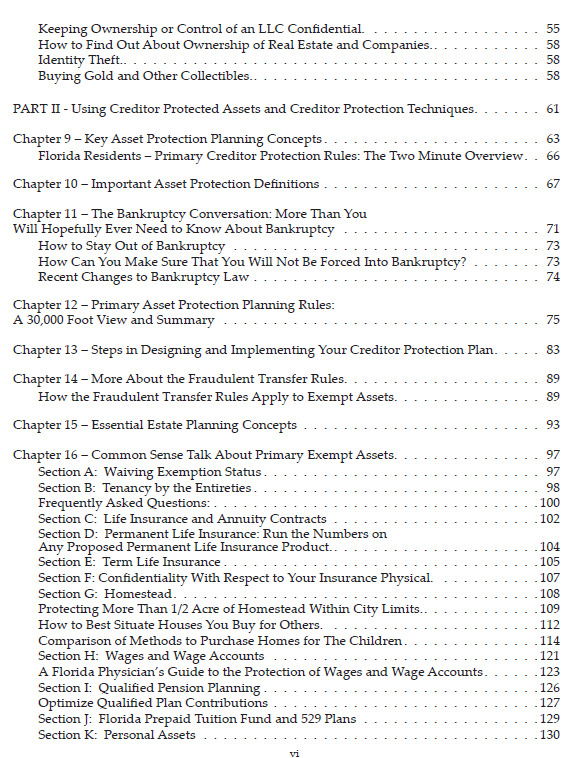 Keeping Ownership or Control of an LLC Confidential. . . . . . . . . . . . . . . . . . . 55
How to Find Out About Ownership of Real Estate and Companies.. . . . . . . . . . 58
Identity Theft.. . . . . . . . . . . . . . . . . . . . . . . . . . . . . . . . . . . . . . 58
Buying Gold and Other Collectibles.. . . . . . . . . . . . . . . . . . . . . . . . . . . 58
PART II - Using Creditor Protected Assets and Creditor Protection Techniques. . . . . . . 61
Chapter 9 – Key Asset Protection Planning Concepts . . . . . . . . . . . . . . . . . . . . . 63
Florida Residents – Primary Creditor Protection Rules: The Two Minute Overview. . 66
Chapter 10 – Important Asset Protection Definitions . . . . . . . . . . . . . . . . . . . . . 67
Chapter 11 – The Bankruptcy Conversation: More Than You
Will Hopefully Ever Need to Know About Bankruptcy . . . . . . . . . . . . . . . . . . . 71
How to Stay Out of Bankruptcy . . . . . . . . . . . . . . . . . . . . . . . . . . . . . 73
How Can You Make Sure That You Will Not Be Forced Into Bankruptcy? . . . . . . . 73
Recent Changes to Bankruptcy Law . . . . . . . . . . . . . . . . . . . . . . . . . . . . 74
Chapter 12 – Primary Asset Protection Planning Rules:
A 30,000 Foot View and Summary . . . . . . . . . . . . . . . . . . . . . . . . . . . . . . 75
Chapter 13 – Steps in Designing and Implementing Your Creditor Protection Plan. . . . . 83
Chapter 14 – More About the Fraudulent Transfer Rules. . . . . . . . . . . . . . . . . . . 89
How the Fraudulent Transfer Rules Apply to Exempt Assets. . . . . . . . . . . . . . 89
Chapter 15 – Essential Estate Planning Concepts . . . . . . . . . . . . . . . . . . . . . . . 93
Chapter 16 – Common Sense Talk About Primary Exempt Assets. . . . . . . . . . . . . . 97
Section A: Waiving Exemption Status . . . . . . . . . . . . . . . . . . . . . . . . . . 97
Section B: Tenancy by the Entireties . . . . . . . . . . . . . . . . . . . . . . . . . . . 98
Frequently Asked Questions: . . . . . . . . . . . . . . . . . . . . . . . . . . . . . . .100
Section C: Life Insurance and Annuity Contracts . . . . . . . . . . . . . . . . . . . .102
Section D: Permanent Life Insurance: Run the Numbers on
Any Proposed Permanent Life Insurance Product.. . . . . . . . . . . . . . . . . . . .104
Section E: Term Life Insurance . . . . . . . . . . . . . . . . . . . . . . . . . . . . . .105
Section F: Confidentiality With Respect to Your Insurance Physical. . . . . . . . . . .107
Section G: Homestead. . . . . . . . . . . . . . . . . . . . . . . . . . . . . . . . . . .108
Protecting More Than 1/2 Acre of Homestead Within City Limits.. . . . . . . . . . . .109
How to Best Situate Houses You Buy for Others. . . . . . . . . . . . . . . . . . . . .112
Comparison of Methods to Purchase Homes for The Children . . . . . . . . . . . . . .114
Section H: Wages and Wage Accounts . . . . . . . . . . . . . . . . . . . . . . . . . .121
A Florida Physician's Guide to the Protection of Wages and Wage Accounts. . . . . . 123
Section I: Qualified Pension Planning . . . . . . . . . . . . . . . . . . . . . . . . . . 126
Optimize Qualified Plan Contributions . . . . . . . . . . . . . . . . . . . . . . . . . .127
Section J: Florida Prepaid Tuition Fund and 529 Plans . . . . . . . . . . . . . . . . . .129
Section K: Personal Assets . . . . . . . . . . . . . . . . . . . . . . . . . . . . . . . .130
vi